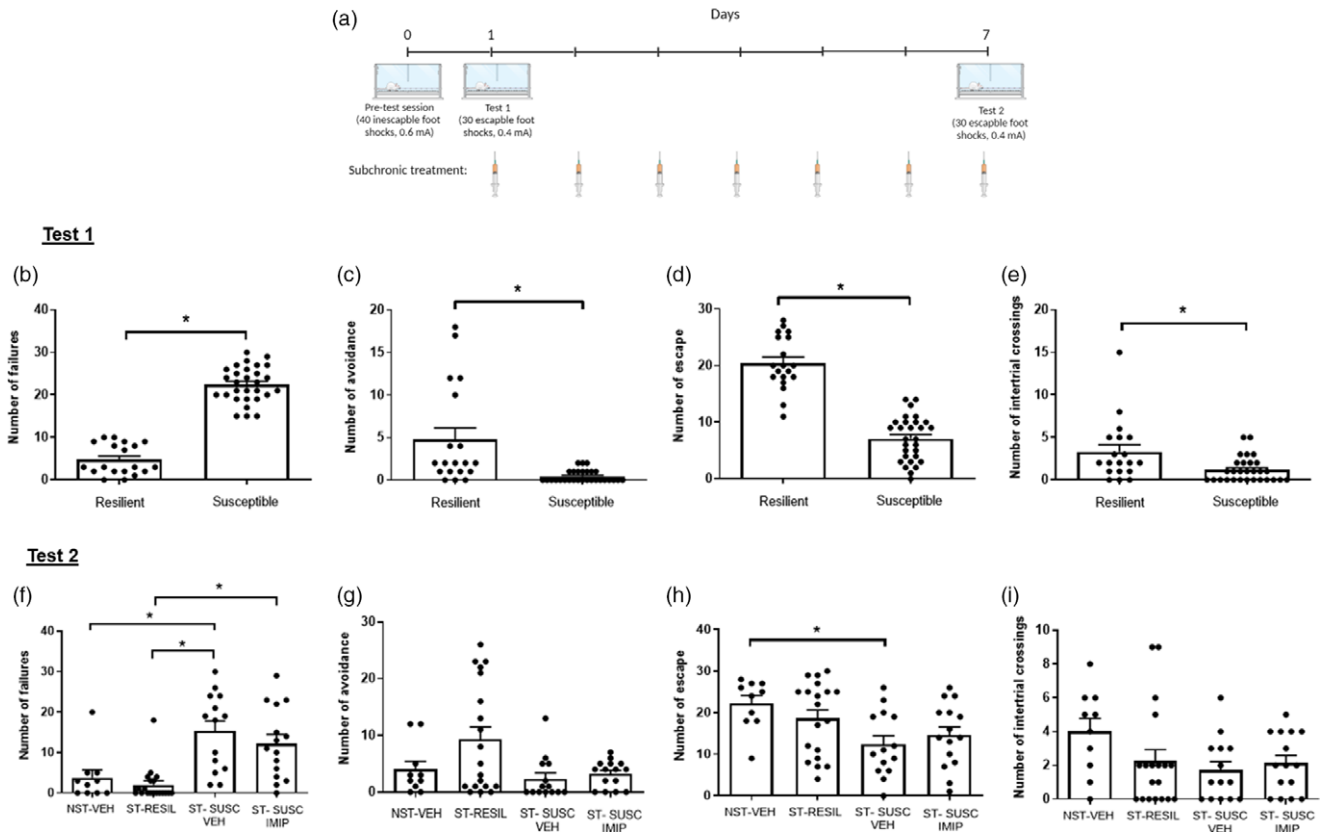 (a)
Days
0 1 7
Pre-test session
(40 inescapble foot
shocks, 0.6 mA)
Test 1
(30 escapble foot
shocks, 0.4 mA)
Test 2
(30 escapble foot
shocks, 0.4 mA)
Subchronic treatment:
Test 1
(b)
Number of failures
40
30
20
10
0
*
Resilient Susceptible
(c)
Number of avoidance
20
15
10
5
0
*
Resilient Susceptible
(d)
Number of escape
30
20
10
0
*
Resilient Susceptible
(e)
Number of intertrial crossings
20
15
10
5
0
*
Resilient Susceptible
Test 2
(f)
Number of failures
40
30
20
10
0
*
*
*
NST-VEH ST-RESIL ST- SUSC VEH ST- SUSC IMIP
(g)
Number of avoidance
30
20
10
0
NST-VEH ST-RESIL ST- SUSC VEH ST- SUSC IMIP
(h)
Number of escape
40
30
20
10
0
*
NST-VEH ST-RESIL ST- SUSC VEH ST- SUSC IMIP
(i)
Number of intertrial crossings
10
8
6
4
2
0
NST-VEH ST-RESIL ST- SUSC VEH ST- SUSC IMIP